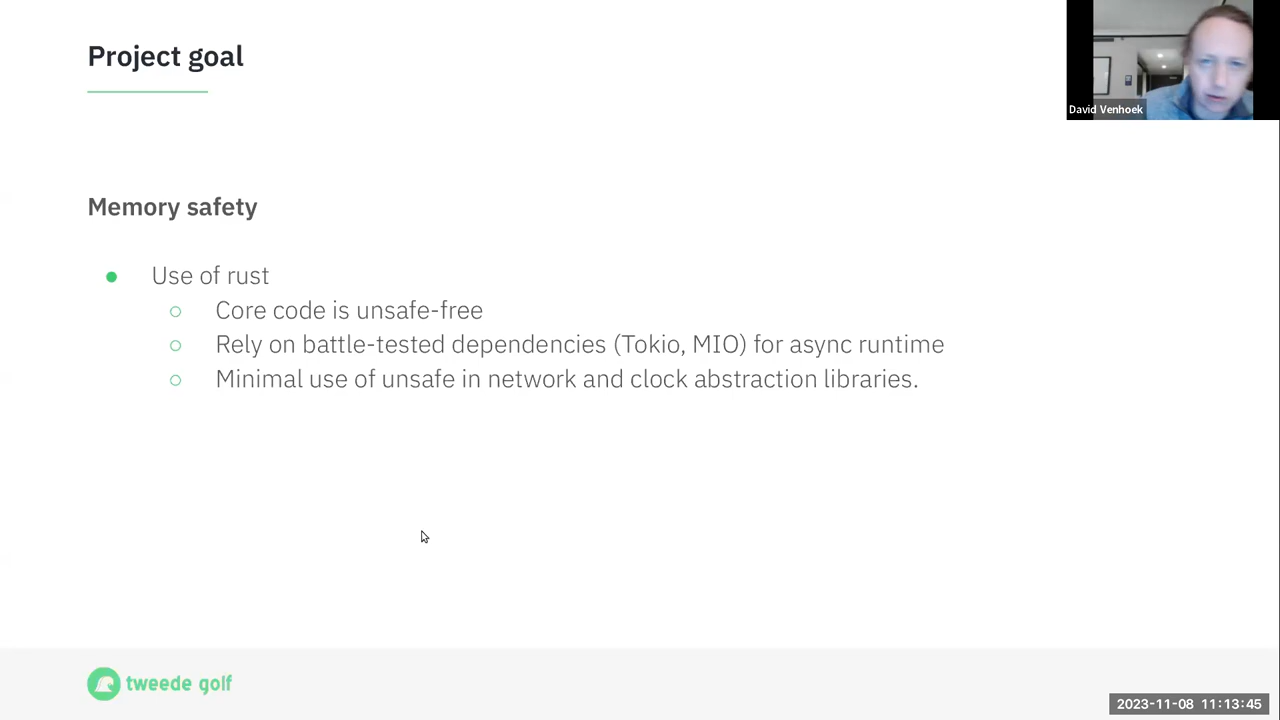 Project goal
David Venhoek
Memory safety
Use of rust
Core code is unsafe-free
Rely on battle-tested dependencies (Tokio, MIO) for async runtime
Minimal use of unsafe in network and clock abstraction libraries.
tweede golf
2023-11-08 11:13:45